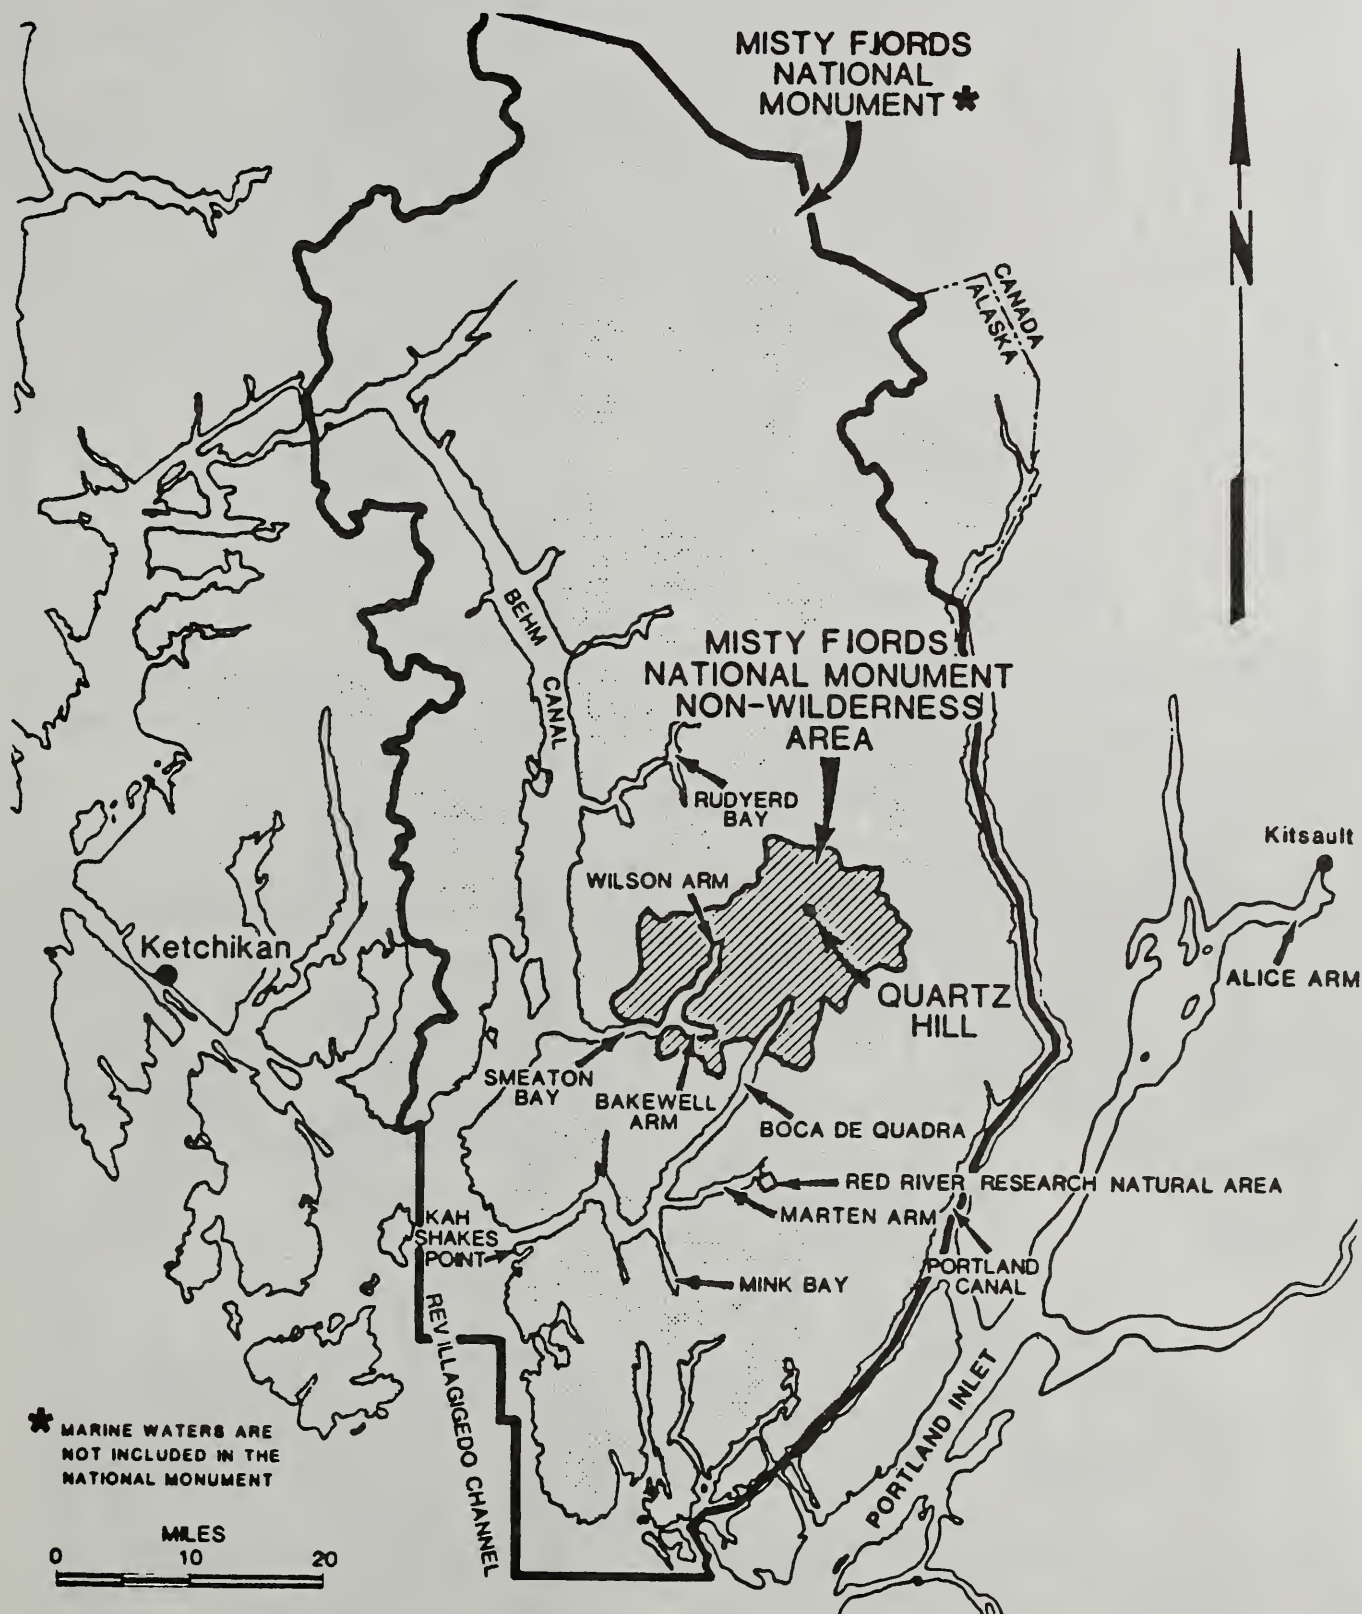 MISTY FJORDS
NATIONAL
MONUMENT *
N
CANADA
ALASKA
BEHM
CANAL
MISTY FJORDS
NATIONAL MONUMENT
NON-WILDERNESS
AREA
RUDYERD
BAY
Kitsault
WILSON ARM
Ketchikan
ALICE ARM
QUARTZ
HILL
SMEATON
BAY
BAKEWELL
ARM
BOCA DE QUADRA
RED RIVER RESEARCH NATURAL AREA
MARTEN ARM
KAH
SHAKES
POINT
PORTLAND
CANAL
MINK BAY
REVILLAGIGEDO CHANNEL
PORTLAND INLET
* MARINE WATERS ARE
NOT INCLUDED IN THE
NATIONAL MONUMENT
MILES
0 10 20